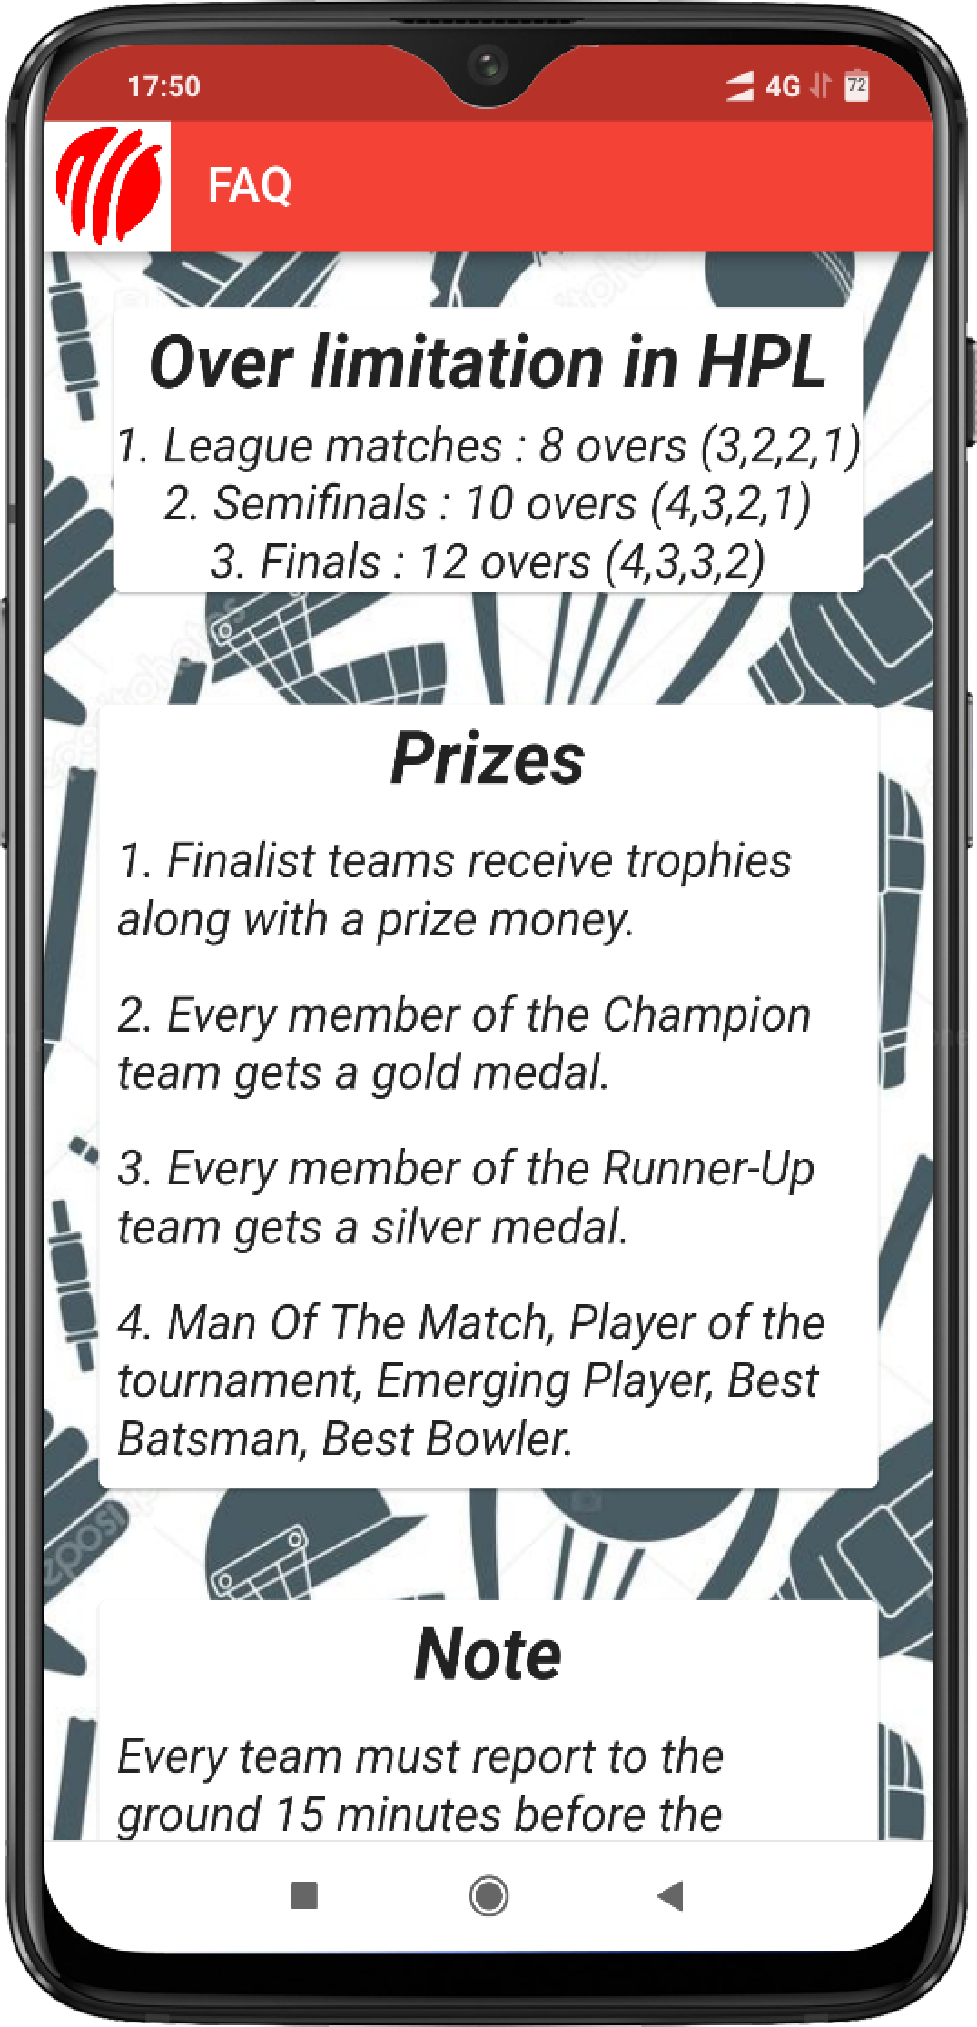 17:50
4G
72
FAQ
Over limitation in HPL
1. League matches : 8 overs (3,2,2,1)
2. Semifinals : 10 overs (4,3,2,1)
3. Finals : 12 overs (4,3,3,2)
Prizes
1. Finalist teams receive trophies
along with a prize money.
2. Every member of the Champion
team gets a gold medal.
3. Every member of the Runner-Up
team gets a silver medal.
4. Man Of The Match, Player of the
tournament, Emerging Player, Best
Batsman, Best Bowler.
Note
Every team must report to the
ground 15 minutes before the